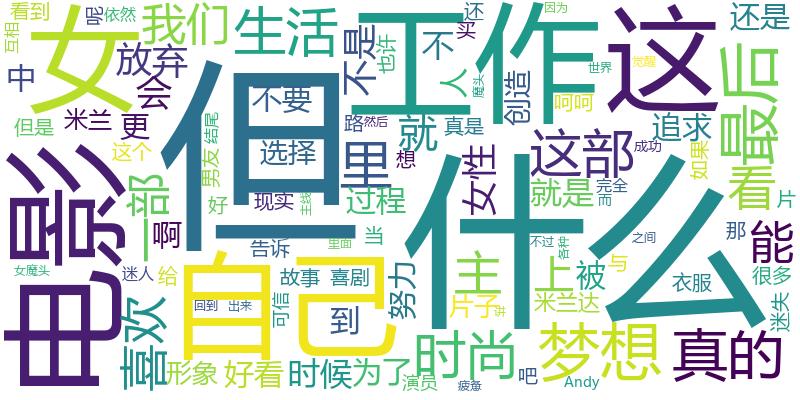 看到
呢
依然
互相
女
我们
生活
放弃
会
中
米兰
更
但是
这个
一部
啊
男友
结尾
好
但
不是
不要
选择
里
路
然后
现实
主线
过程
告诉
当
里面
想
就
工作
不
还
也许
人
买
魔头
创造
呵呵
真是
女性
因为
世界
觉醒
这
还是
最后
追求
如果
成功
这部
就是
完全
而
看
片
那
能
很多
迷失
电影
女魔头
迷人
给
喜欢
自己
故事
喜剧
可信
到
回到
出来
努力
形象
好看
时候
为了
演员
什么
主
上
被
与
不过
各种
之间
衣服
片子
米兰达
时尚
疲惫
吧
Andy
梦想
真的